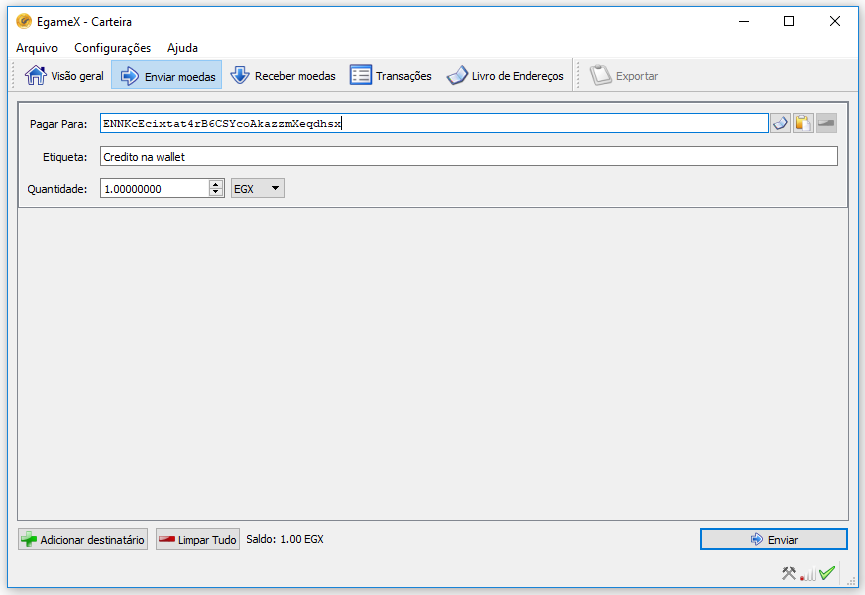 EgameX - Carteira
Arquivo Configurações Ajuda
Visão geral Enviar moedas Receber moedas Transações Livro de Endereços Exportar
Pagar Para: ENNKcEcixtat4rB6CSYcoAkazzmXeqdhsx
Etiqueta: Credito na wallet
Quantidade: 1.00000000 EGX
Adicionar destinatário Limpar Tudo Saldo: 1.00 EGX Enviar